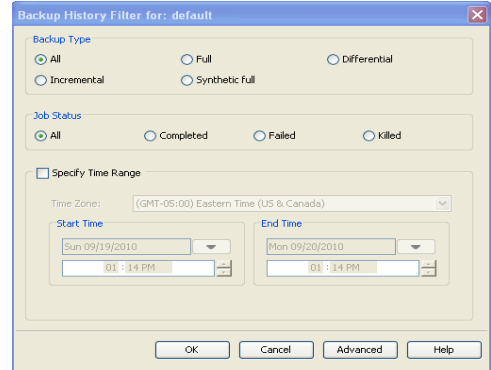 Backup History Filter for: default
Backup Type
All Full Differential
Incremental Synthetic full
Job Status
All Completed Failed Killed
Specify Time Range
Time Zone: (GMT-05:00) Eastern Time (US & Canada)
Start Time End Time
Sun 09/19/2010 Mon 09/20/2010
01 : 14 PM 01 : 14 PM
OK Cancel Advanced Help